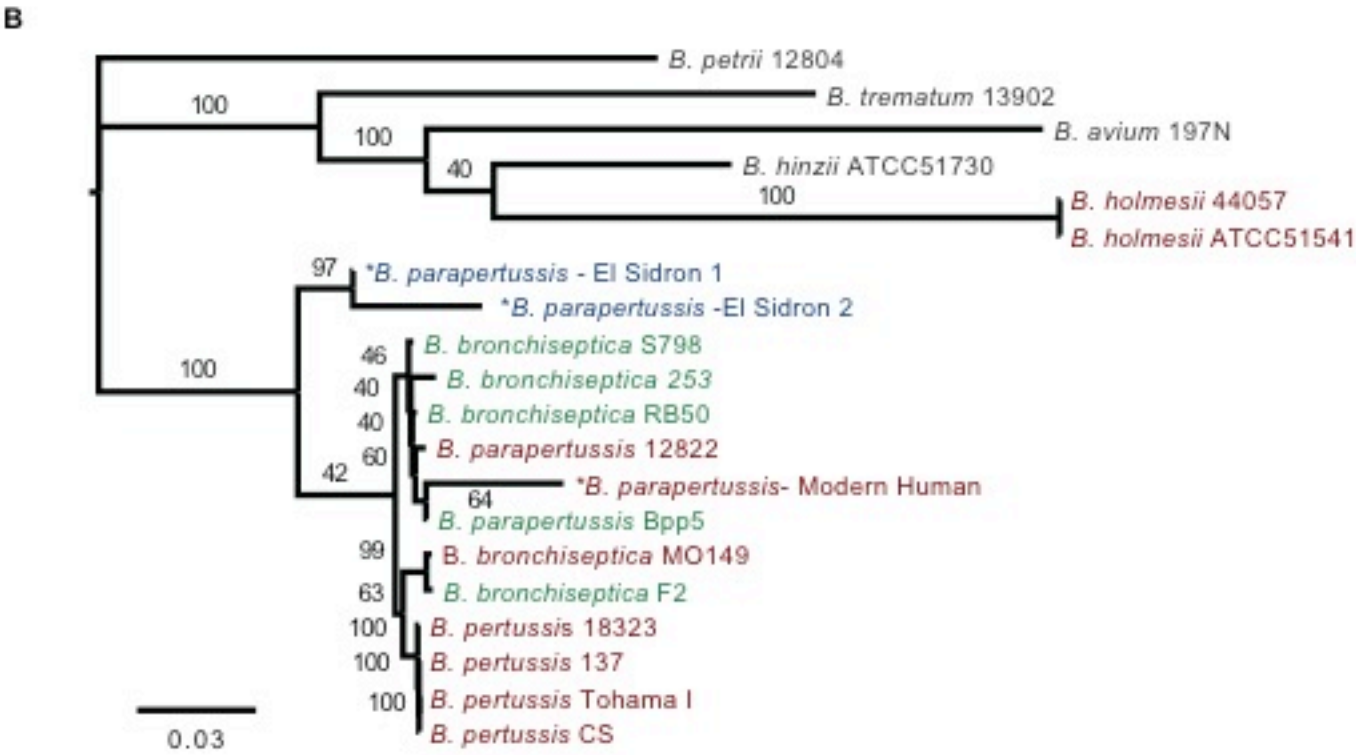 B
B. petrii 12804
100
B. trematum 13902
100
B. avium 197N
40
B. hinzii ATCC51730
100
B. holmesii 44057
B. holmesii ATCC51541
97
*B. parapertussis - El Sidron 1
*B. parapertussis -El Sidron 2
46
B. bronchiseptica S798
100
40
B. bronchiseptica 253
40
B. bronchiseptica RB50
60
B. parapertussis 12822
42
*B. parapertussis- Modern Human
64
B. parapertussis Bpp5
99
B. bronchiseptica MO149
63
B. bronchiseptica F2
100
B. pertussis 18323
100
B. pertussis 137
100
B. pertussis Tohama I
B. pertussis CS
0.03